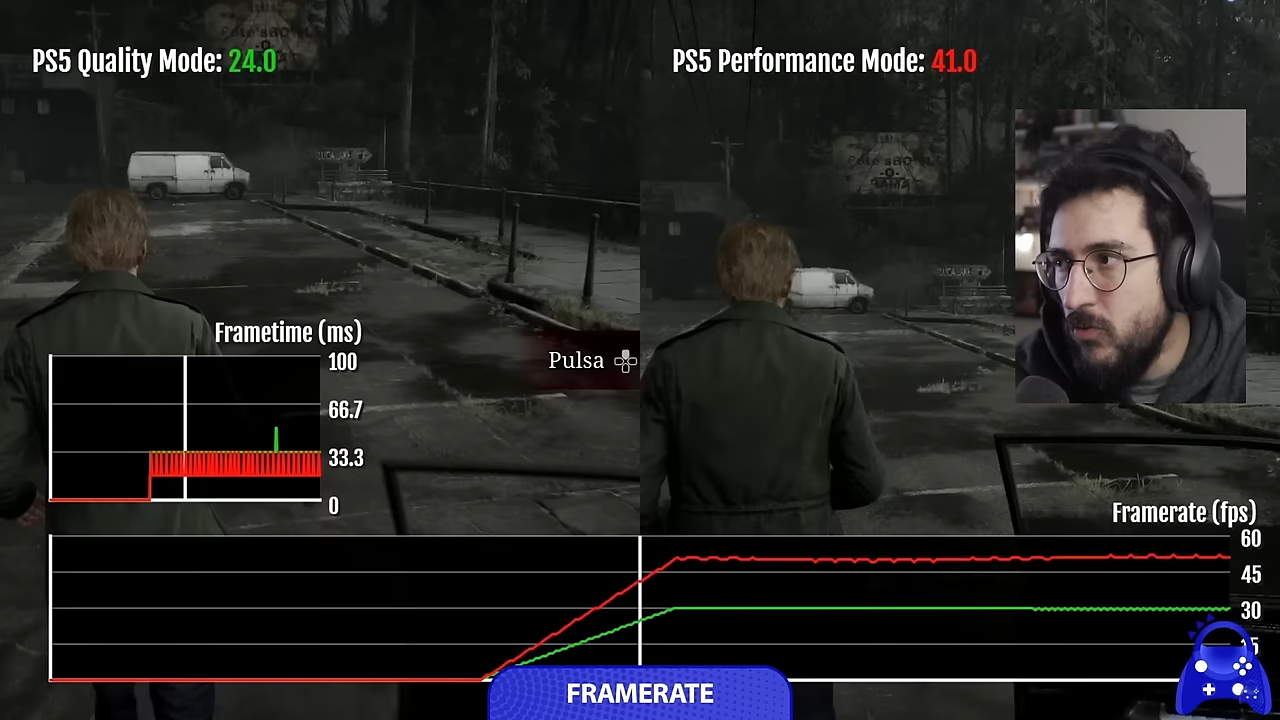 PS5 Quality Mode: 24.0
PS5 Performance Mode: 41.0
Frametime (ms)
100
66.7
33.3
0
Pulsa
Framerate (fps)
60
45
30
FRAMERATE